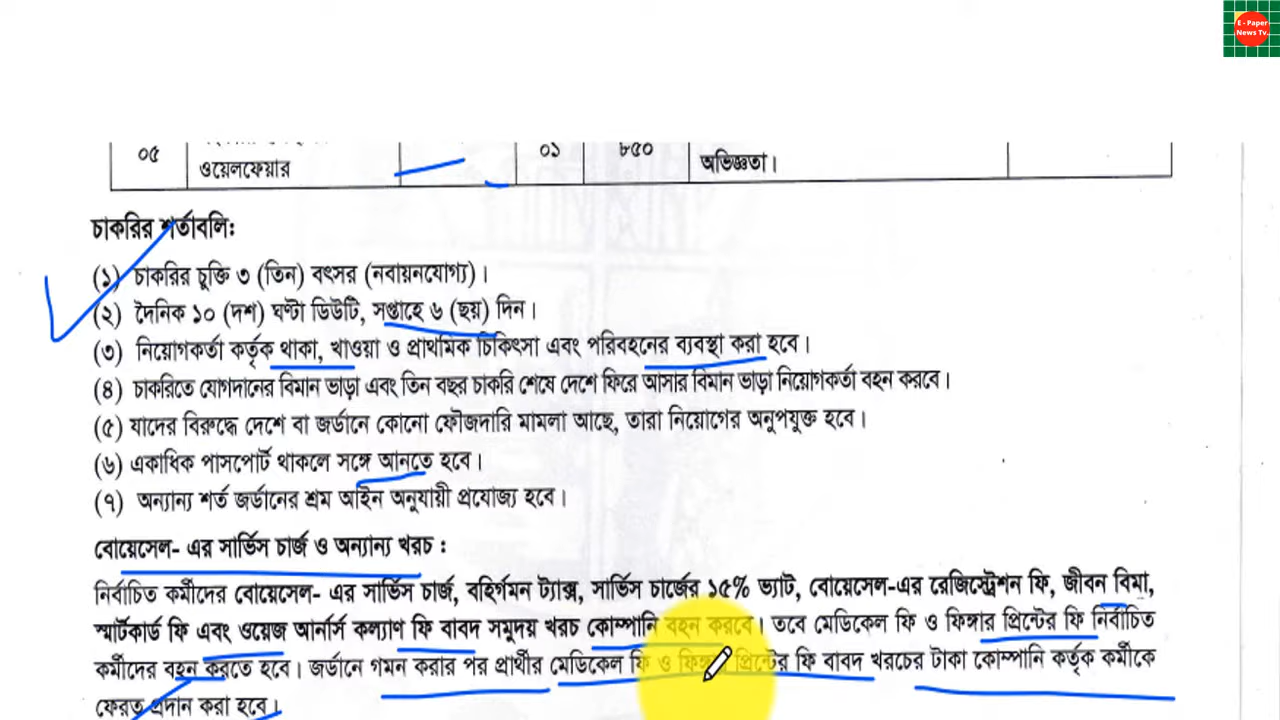 E - Paper
News Tv.
০৫ ওয়েলফেয়ার ০১ ৮৫০ অভিজ্ঞতা।
চাকরির শর্তাবলি:
(১) চাকরির চুক্তি ৩ (তিন) বৎসর (নবায়নযোগ্য)।
(২) দৈনিক ১০ (দশ) ঘণ্টা ডিউটি, সপ্তাহে ৬ (ছয়) দিন।
(৩) নিয়োগকর্তা কর্তৃক থাকা, খাওয়া ও প্রাথমিক চিকিৎসা এবং পরিবহনের ব্যবস্থা করা হবে।
(৪) চাকরিতে যোগদানের বিমান ভাড়া এবং তিন বছর চাকরি শেষে দেশে ফিরে আসার বিমান ভাড়া নিয়োগকর্তা বহন করবে।
(৫) যাদের বিরুদ্ধে দেশে বা জর্ডানে কোনো ফৌজদারি মামলা আছে, তারা নিয়োগের অনুপযুক্ত হবে।
(৬) একাধিক পাসপোর্ট থাকলে সঙ্গে আনতে হবে।
(৭) অন্যান্য শর্ত জর্ডানের শ্রম আইন অনুযায়ী প্রযোজ্য হবে।
বোয়েসেল- এর সার্ভিস চার্জ ও অন্যান্য খরচ :
নির্বাচিত কর্মীদের বোয়েসেল- এর সার্ভিস চার্জ, বহির্গমন ট্যাক্স, সার্ভিস চার্জের ১৫% ভ্যাট, বোয়েসেল-এর রেজিস্ট্রেশন ফি, জীবন বিমা,
স্মার্টকার্ড ফি এবং ওয়েজ আর্নার্স কল্যাণ ফি বাবদ সমুদয় খরচ কোম্পানি বহন করবে। তবে মেডিকেল ফি ও ফিঙ্গার প্রিন্টের ফি নির্বাচিত
কর্মীদের বহন করতে হবে। জর্ডানে গমন করার পর প্রার্থীর মেডিকেল ফি ও ফিঙ্গার প্রিন্টের ফি বাবদ খরচের টাকা কোম্পানি কর্তৃক কর্মীকে
ফেরত প্রদান করা হবে।